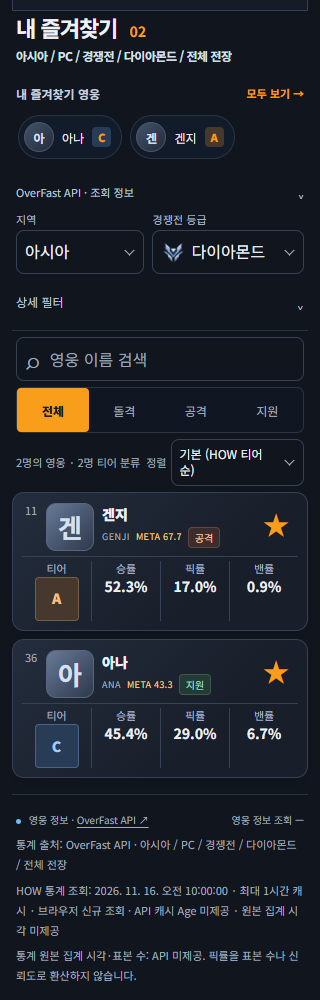 내 즐겨찾기 02
아시아 / PC / 경쟁전 / 다이아몬드 / 전체 전장
내 즐겨찾기 영웅 모두 보기 →
아 아나 C 겐 겐지 A
OverFast API · 조회 정보
지역 경쟁전 등급
아시아 다이아몬드
상세 필터
영웅 이름 검색
전체 돌격 공격 지원
2명의 영웅 · 2명 티어 분류 정렬 기본 (HOW 티어
순)
11 겐 겐지
GENJI META 67.7 공격
티어 승률 픽률 밴률
A 52.3% 17.0% 0.9%
36 아 아나
ANA META 43.3 지원
티어 승률 픽률 밴률
C 45.4% 29.0% 6.7%
영웅 정보 · OverFast API ↗ 영웅 정보 조회 —
통계 출처: OverFast API · 아시아 / PC / 경쟁전 / 다이아몬드
/ 전체 전장
HOW 통계 조회: 2026. 11. 16. 오전 10:00:00 · 최대 1시간 캐
시 · 브라우저 신규 조회 · API 캐시 Age 미제공 · 원본 집계 시
각 미제공
통계 원본 집계 시각·표본 수: API 미제공. 픽률을 표본 수나 신
뢰도로 환산하지 않습니다.